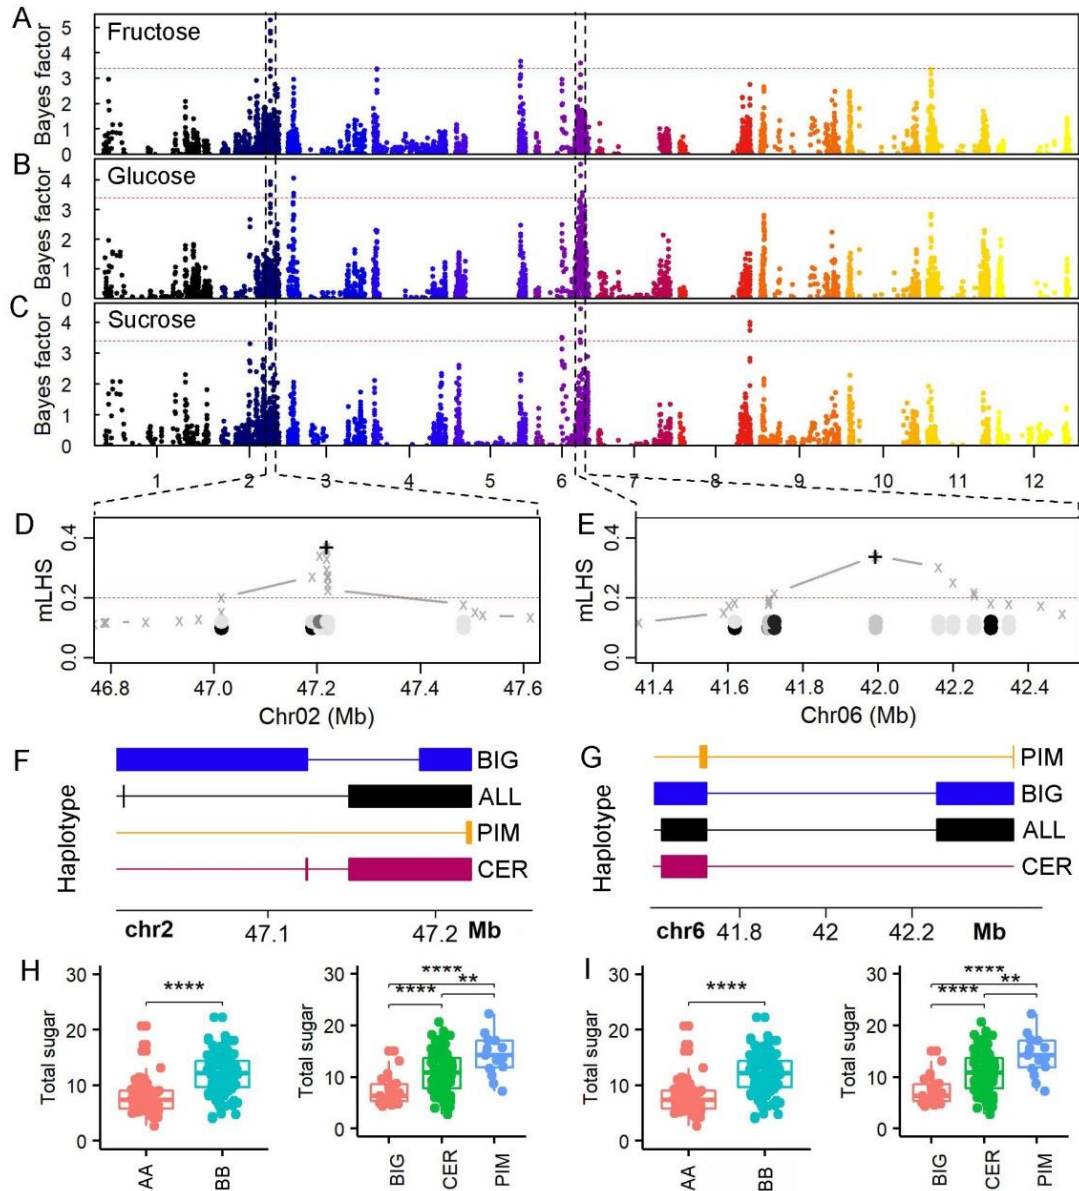 A
Fructose
Bayes factor
5
4
3
2
1
0
B
Glucose
Bayes factor
4
3
2
1
0
C
Sucrose
Bayes factor
4
3
2
1
0
1 2 3 4 5 6 7 8 9 10 11 12
D
mLHS
0.4
0.2
0.0
46.8 47.0 47.2 47.4 47.6
Chr02 (Mb)
E
mLHS
0.4
0.2
0.0
41.4 41.6 41.8 42.0 42.2 42.4
Chr06 (Mb)
F
Haplotype
BIG
ALL
PIM
CER
chr2 47.1 47.2 Mb
G
Haplotype
PIM
BIG
ALL
CER
chr6 41.8 42 42.2 Mb
H
Total sugar
30
20
10
0
****
AA BB
Total sugar
30
20
10
0
****
**** **
BIG CER PIM
I
Total sugar
30
20
10
0
****
AA BB
Total sugar
30
20
10
0
****
**** **
BIG CER PIM